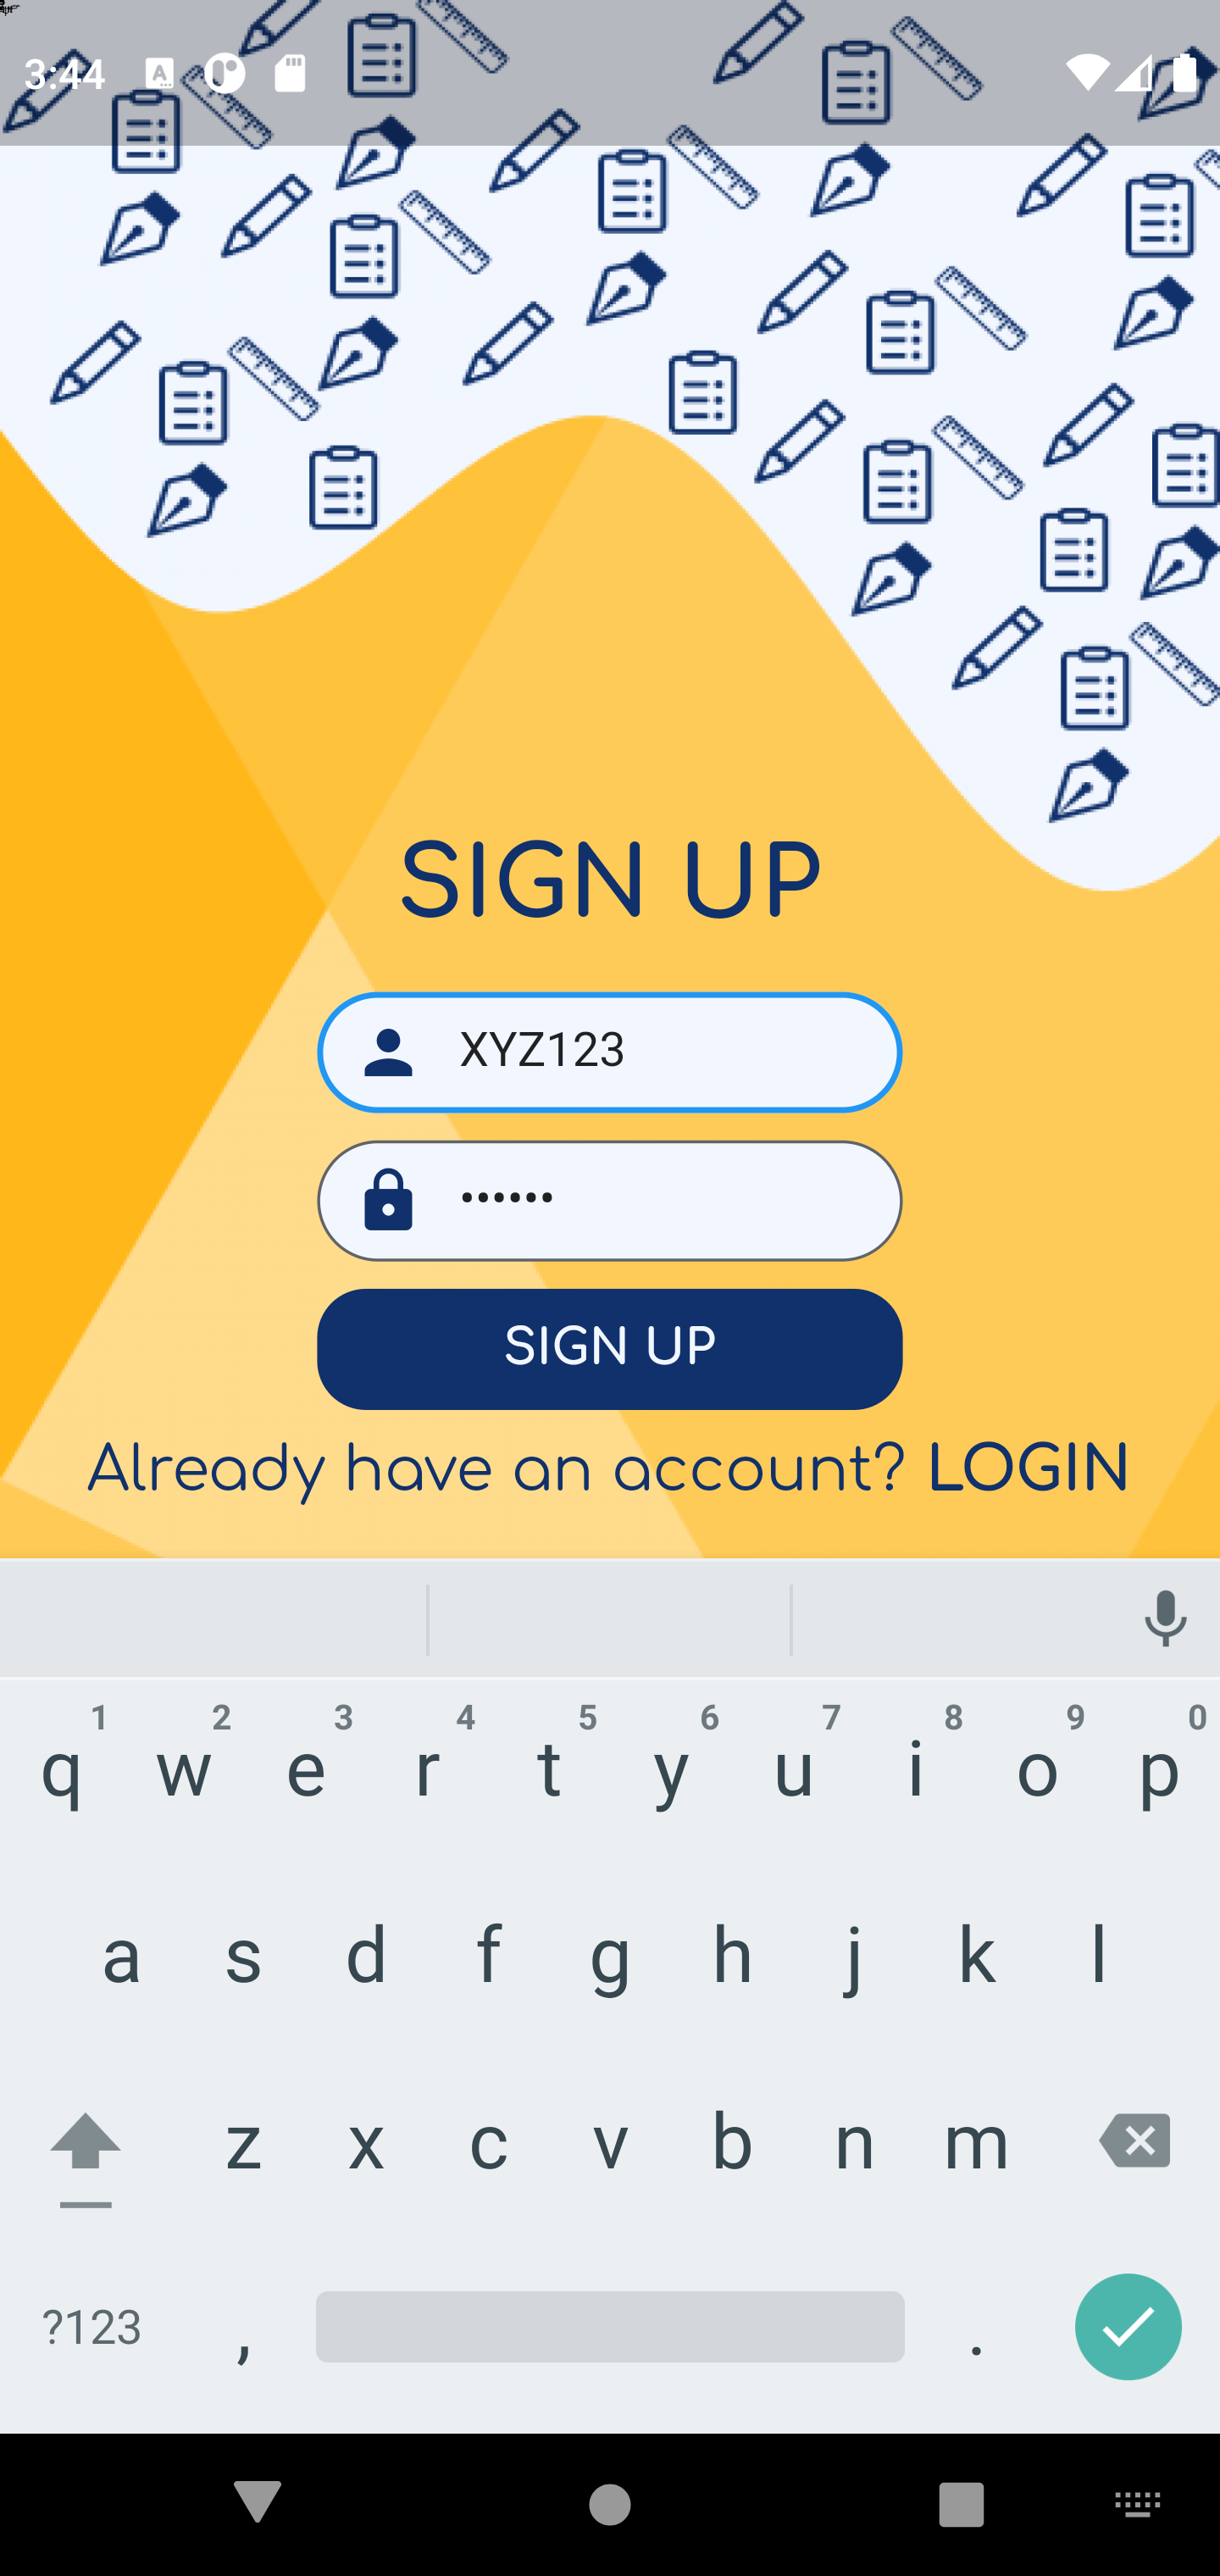 3:44
SIGN UP
XYZ123
••••••
SIGN UP
Already have an account? LOGIN
1 2 3 4 5 6 7 8 9 0
q w e r t y u i o p
a s d f g h j k l
z x c v b n m
?123 , .